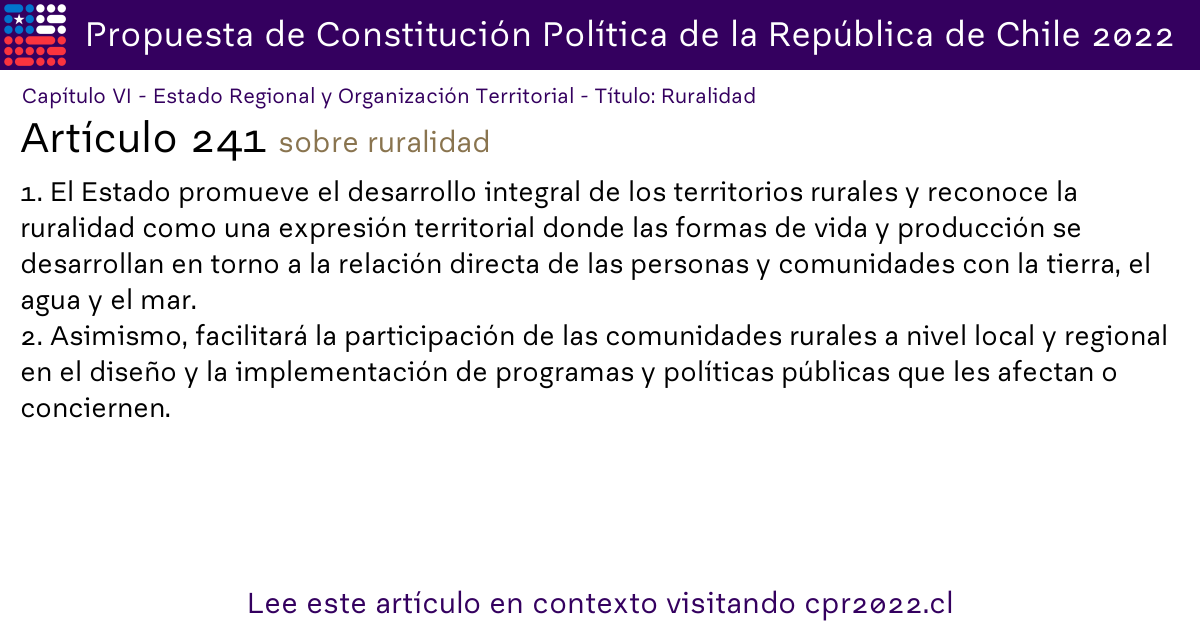 Propuesta de Constitución Política de la República de Chile 2022
Capítulo VI - Estado Regional y Organización Territorial - Título: Ruralidad
Artículo 241 sobre ruralidad
1. El Estado promueve el desarrollo integral de los territorios rurales y reconoce la
ruralidad como una expresión territorial donde las formas de vida y producción se
desarrollan en torno a la relación directa de las personas y comunidades con la tierra, el
agua y el mar.
2. Asimismo, facilitará la participación de las comunidades rurales a nivel local y regional
en el diseño y la implementación de programas y políticas públicas que les afectan o
conciernen.
Lee este artículo en contexto visitando cpr2022.cl